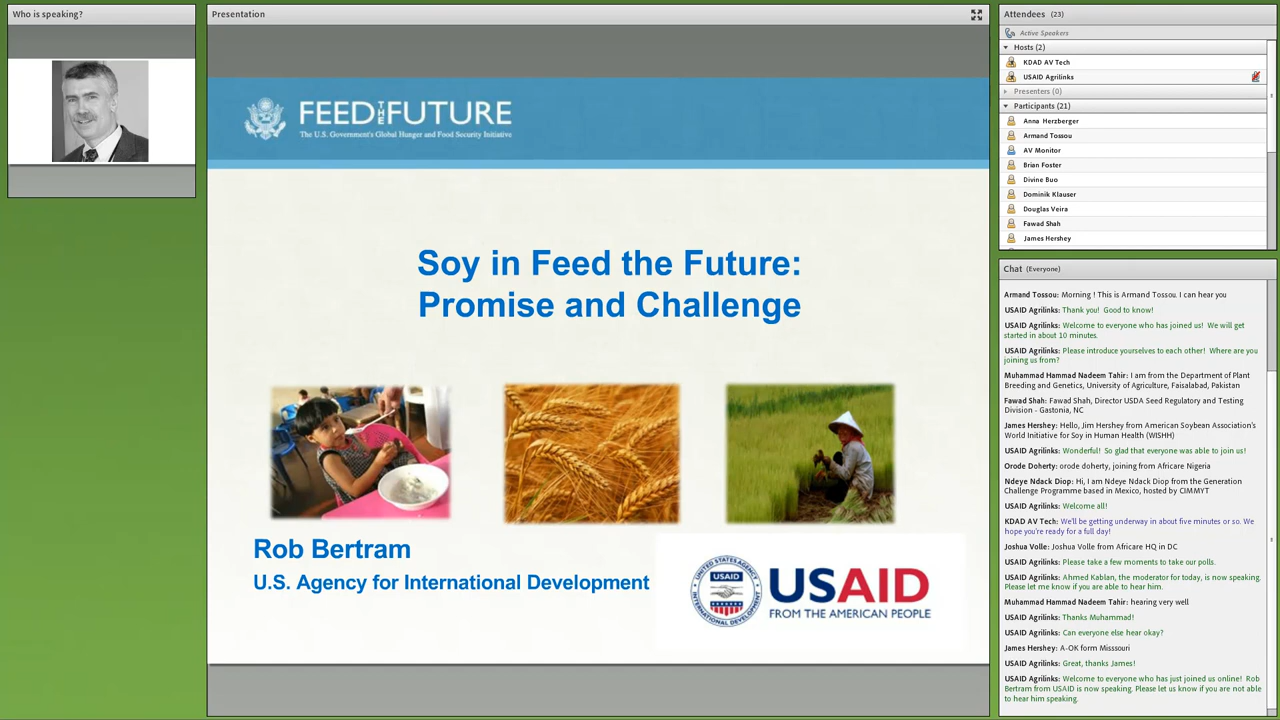 Who is speaking?
Presentation
FEED THE FUTURE
The U.S. Government's Global Hunger and Food Security Initiative
Soy in Feed the Future:
Promise and Challenge
Rob Bertram
U.S. Agency for International Development
UNITED STATES AGENCY
USAID
INTERNATIONAL DEVELOPMENT
USAID
FROM THE AMERICAN PEOPLE
Attendees (23)
Active Speakers
Hosts (2)
KDAD AV Tech
USAID Agrilinks
Presenters (0)
Participants (21)
Anna Herzberger
Armand Tossou
AV Monitor
Brian Foster
Divine Buo
Dominik Klauser
Douglas Veira
Fawad Shah
James Hershey
Chat (Everyone)
Armand Tossou: Morning ! This is Armand Tossou. I can hear you
USAID Agrilinks: Thank you! Good to know!
USAID Agrilinks: Welcome to everyone who has joined us! We will get
started in about 10 minutes.
USAID Agrilinks: Please introduce yourselves to each other! Where are you
joining us from?
Muhammad Hammad Nadeem Tahir: I am from the Department of Plant
Breeding and Genetics, University of Agriculture, Faisalabad, Pakistan
Fawad Shah: Fawad Shah, Director USDA Seed Regulatory and Testing
Division - Gastonia, NC
James Hershey: Hello, Jim Hershey from American Soybean Association's
World Initiative for Soy in Human Health (WISHH)
USAID Agrilinks: Wonderful! So glad that everyone was able to join us!
Orode Doherty: orode doherty, joining from Africare Nigeria
Ndeye Ndack Diop: Hi, I am Ndeye Ndack Diop from the Generation
Challenge Programme based in Mexico, hosted by CIMMYT
USAID Agrilinks: Welcome all!
KDAD AV Tech: We'll be getting underway in about five minutes or so. We
hope you're ready for a full day!
Joshua Volle: Joshua Volle from Africare HQ in DC
USAID Agrilinks: Please take a few moments to take our polls.
USAID Agrilinks: Ahmed Kablan, the moderator for today, is now speaking.
Please let me know if you are able to hear him.
Muhammad Hammad Nadeem Tahir: hearing very well
USAID Agrilinks: Thanks Muhammad!
USAID Agrilinks: Can everyone else hear okay?
James Hershey: A-OK form Misssouri
USAID Agrilinks: Great, thanks James!
USAID Agrilinks: Welcome to everyone who has just joined us online! Rob
Bertram from USAID is now speaking. Please let us know if you are not able
to hear him speaking.